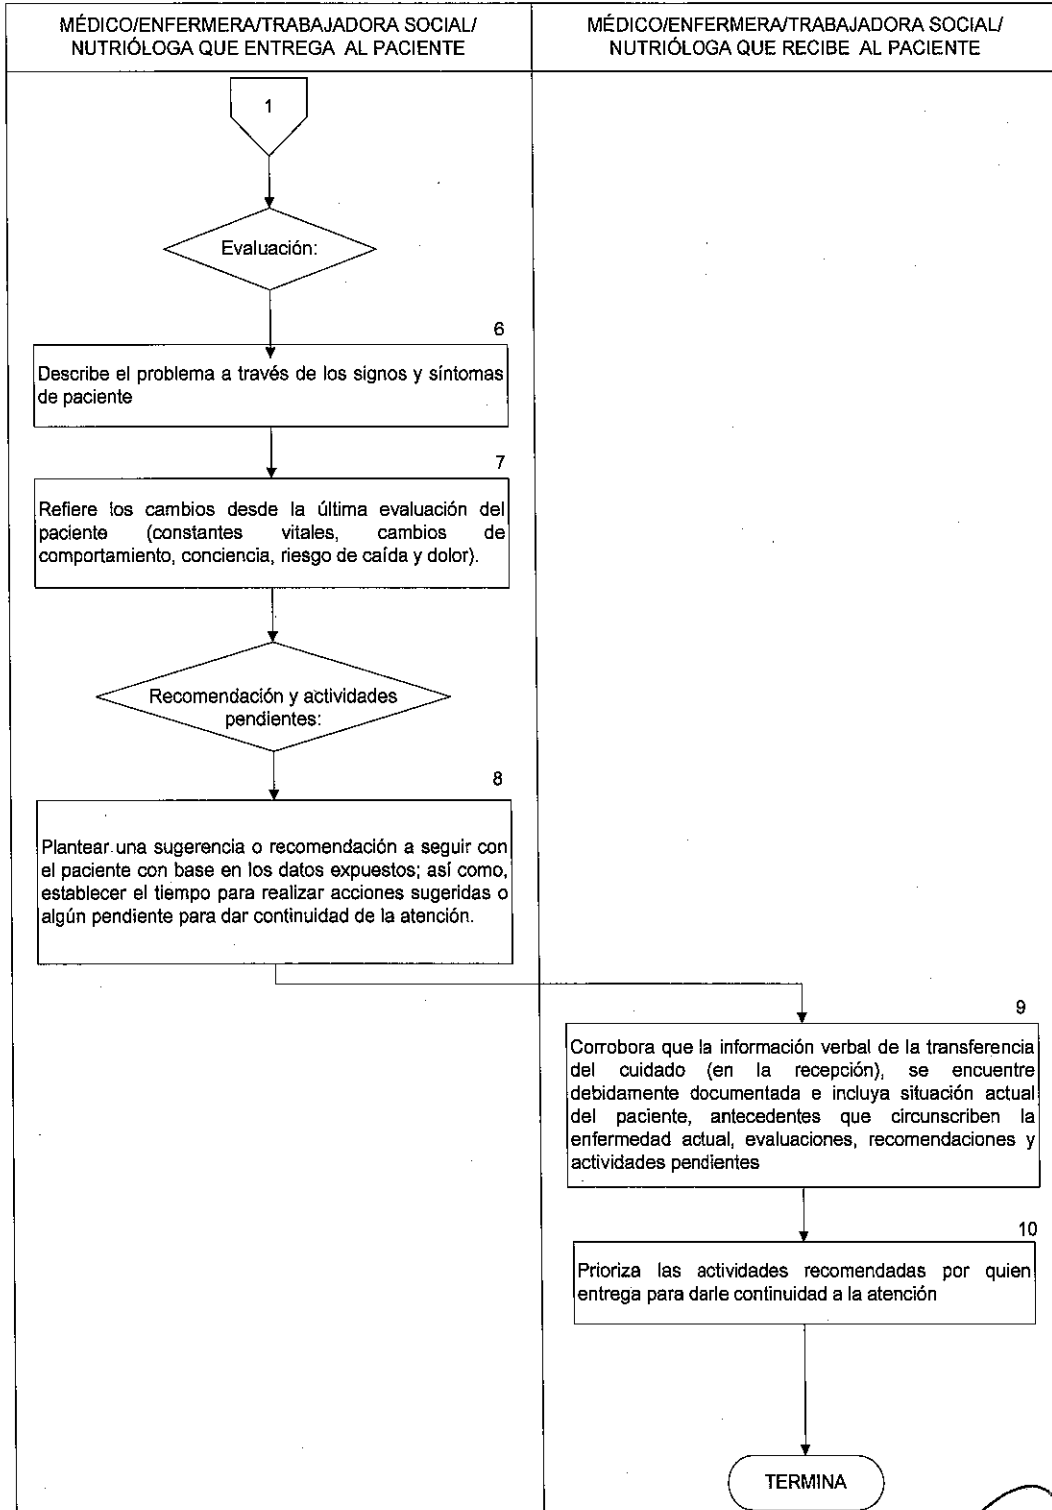 MÉDICO/ENFERMERA/TRABAJADORA SOCIAL/
NUTRIÓLOGA QUE ENTREGA AL PACIENTE
MÉDICO/ENFERMERA/TRABAJADORA SOCIAL/
NUTRIÓLOGA QUE RECIBE AL PACIENTE
1
Evaluación:
6
Describe el problema a través de los signos y síntomas
de paciente
7
Refiere los cambios desde la última evaluación del
paciente (constantes vitales, cambios de
comportamiento, conciencia, riesgo de caída y dolor).
Recomendación y actividades
pendientes:
8
Plantear una sugerencia o recomendación a seguir con
el paciente con base en los datos expuestos; así como,
establecer el tiempo para realizar acciones sugeridas o
algún pendiente para dar continuidad de la atención.
9
Corrobora que la información verbal de la transferencia
del cuidado (en la recepción), se encuentre
debidamente documentada e incluya situación actual
del paciente, antecedentes que circunscriben la
enfermedad actual, evaluaciones, recomendaciones y
actividades pendientes
10
Prioriza las actividades recomendadas por quien
entrega para darle continuidad a la atención
TERMINA